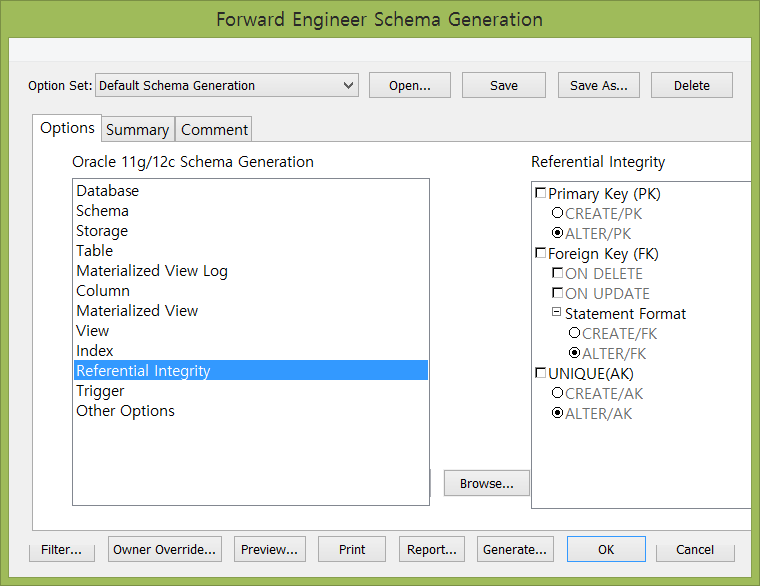 Forward Engineer Schema Generation
Option Set: Default Schema Generation Open... Save Save As... Delete
Options Summary Comment
Oracle 11g/12c Schema Generation
Database
Schema
Storage
Table
Materialized View Log
Column
Materialized View
View
Index
Referential Integrity
Trigger
Other Options
Browse...
Referential Integrity
Primary Key (PK)
CREATE/PK
ALTER/PK
Foreign Key (FK)
ON DELETE
ON UPDATE
Statement Format
CREATE/FK
ALTER/FK
UNIQUE(AK)
CREATE/AK
ALTER/AK
Filter... Owner Override... Preview... Print Report... Generate... OK Cancel